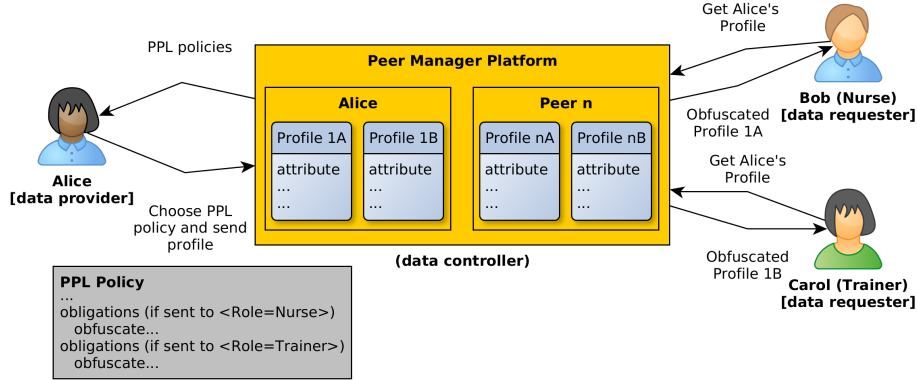 PPL policies
Alice
[data provider]
Choose PPL
policy and send
profile
Peer Manager Platform
Alice
Profile 1A
attribute
...
...
Profile 1B
attribute
...
...
Peer n
Profile nA
attribute
...
...
Profile nB
attribute
...
...
(data controller)
Get Alice's
Profile
Bob (Nurse)
[data requester]
Obfuscated
Profile 1A
Get Alice's
Profile
Obfuscated
Profile 1B
Carol (Trainer)
[data requester]
PPL Policy
...
obligations (if sent to <Role=Nurse>)
obfuscate...
obligations (if sent to <Role=Trainer>)
obfuscate...